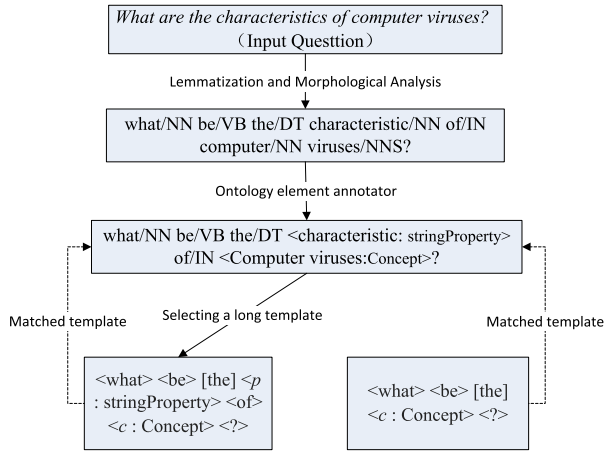 What are the characteristics of computer viruses?
（Input Questtion）
Lemmatization and Morphological Analysis
what/NN be/VB the/DT characteristic/NN of/IN
computer/NN viruses/NNS?
Ontology element annotator
what/NN be/VB the/DT <characteristic: stringProperty>
of/IN <Computer viruses:Concept>?
Matched template
Selecting a long template
Matched template
<what> <be> [the] <p
: stringProperty> <of>
<c : Concept> <?>
<what> <be> [the]
<c : Concept> <?>